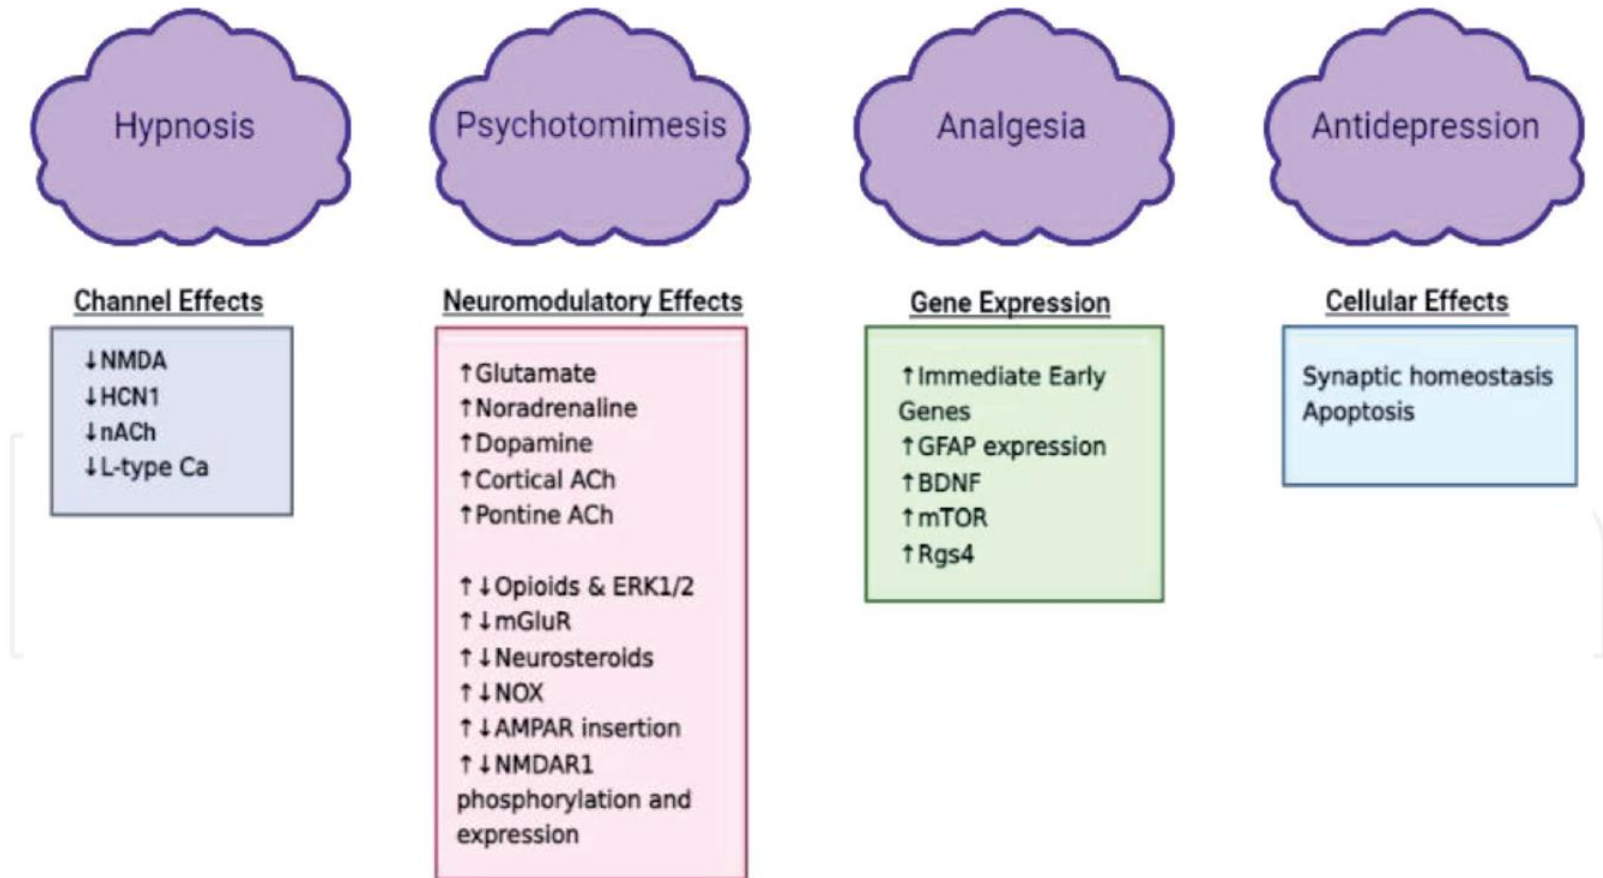 Hypnosis
Psychotomimesis
Analgesia
Antidepression
Channel Effects
↓NMDA
↓HCN1
↓nACh
↓L-type Ca
Neuromodulatory Effects
↑Glutamate
↑Noradrenaline
↑Dopamine
↑Cortical ACh
↑Pontine ACh
↑↓Opioids & ERK1/2
↑↓mGluR
↑↓Neurosteroids
↑↓NOX
↑↓AMPAR insertion
↑↓NMDAR1
phosphorylation and
expression
Gene Expression
↑Immediate Early
Genes
↑GFAP expression
↑BDNF
↑mTOR
↑Rgs4
Cellular Effects
Synaptic homeostasis
Apoptosis